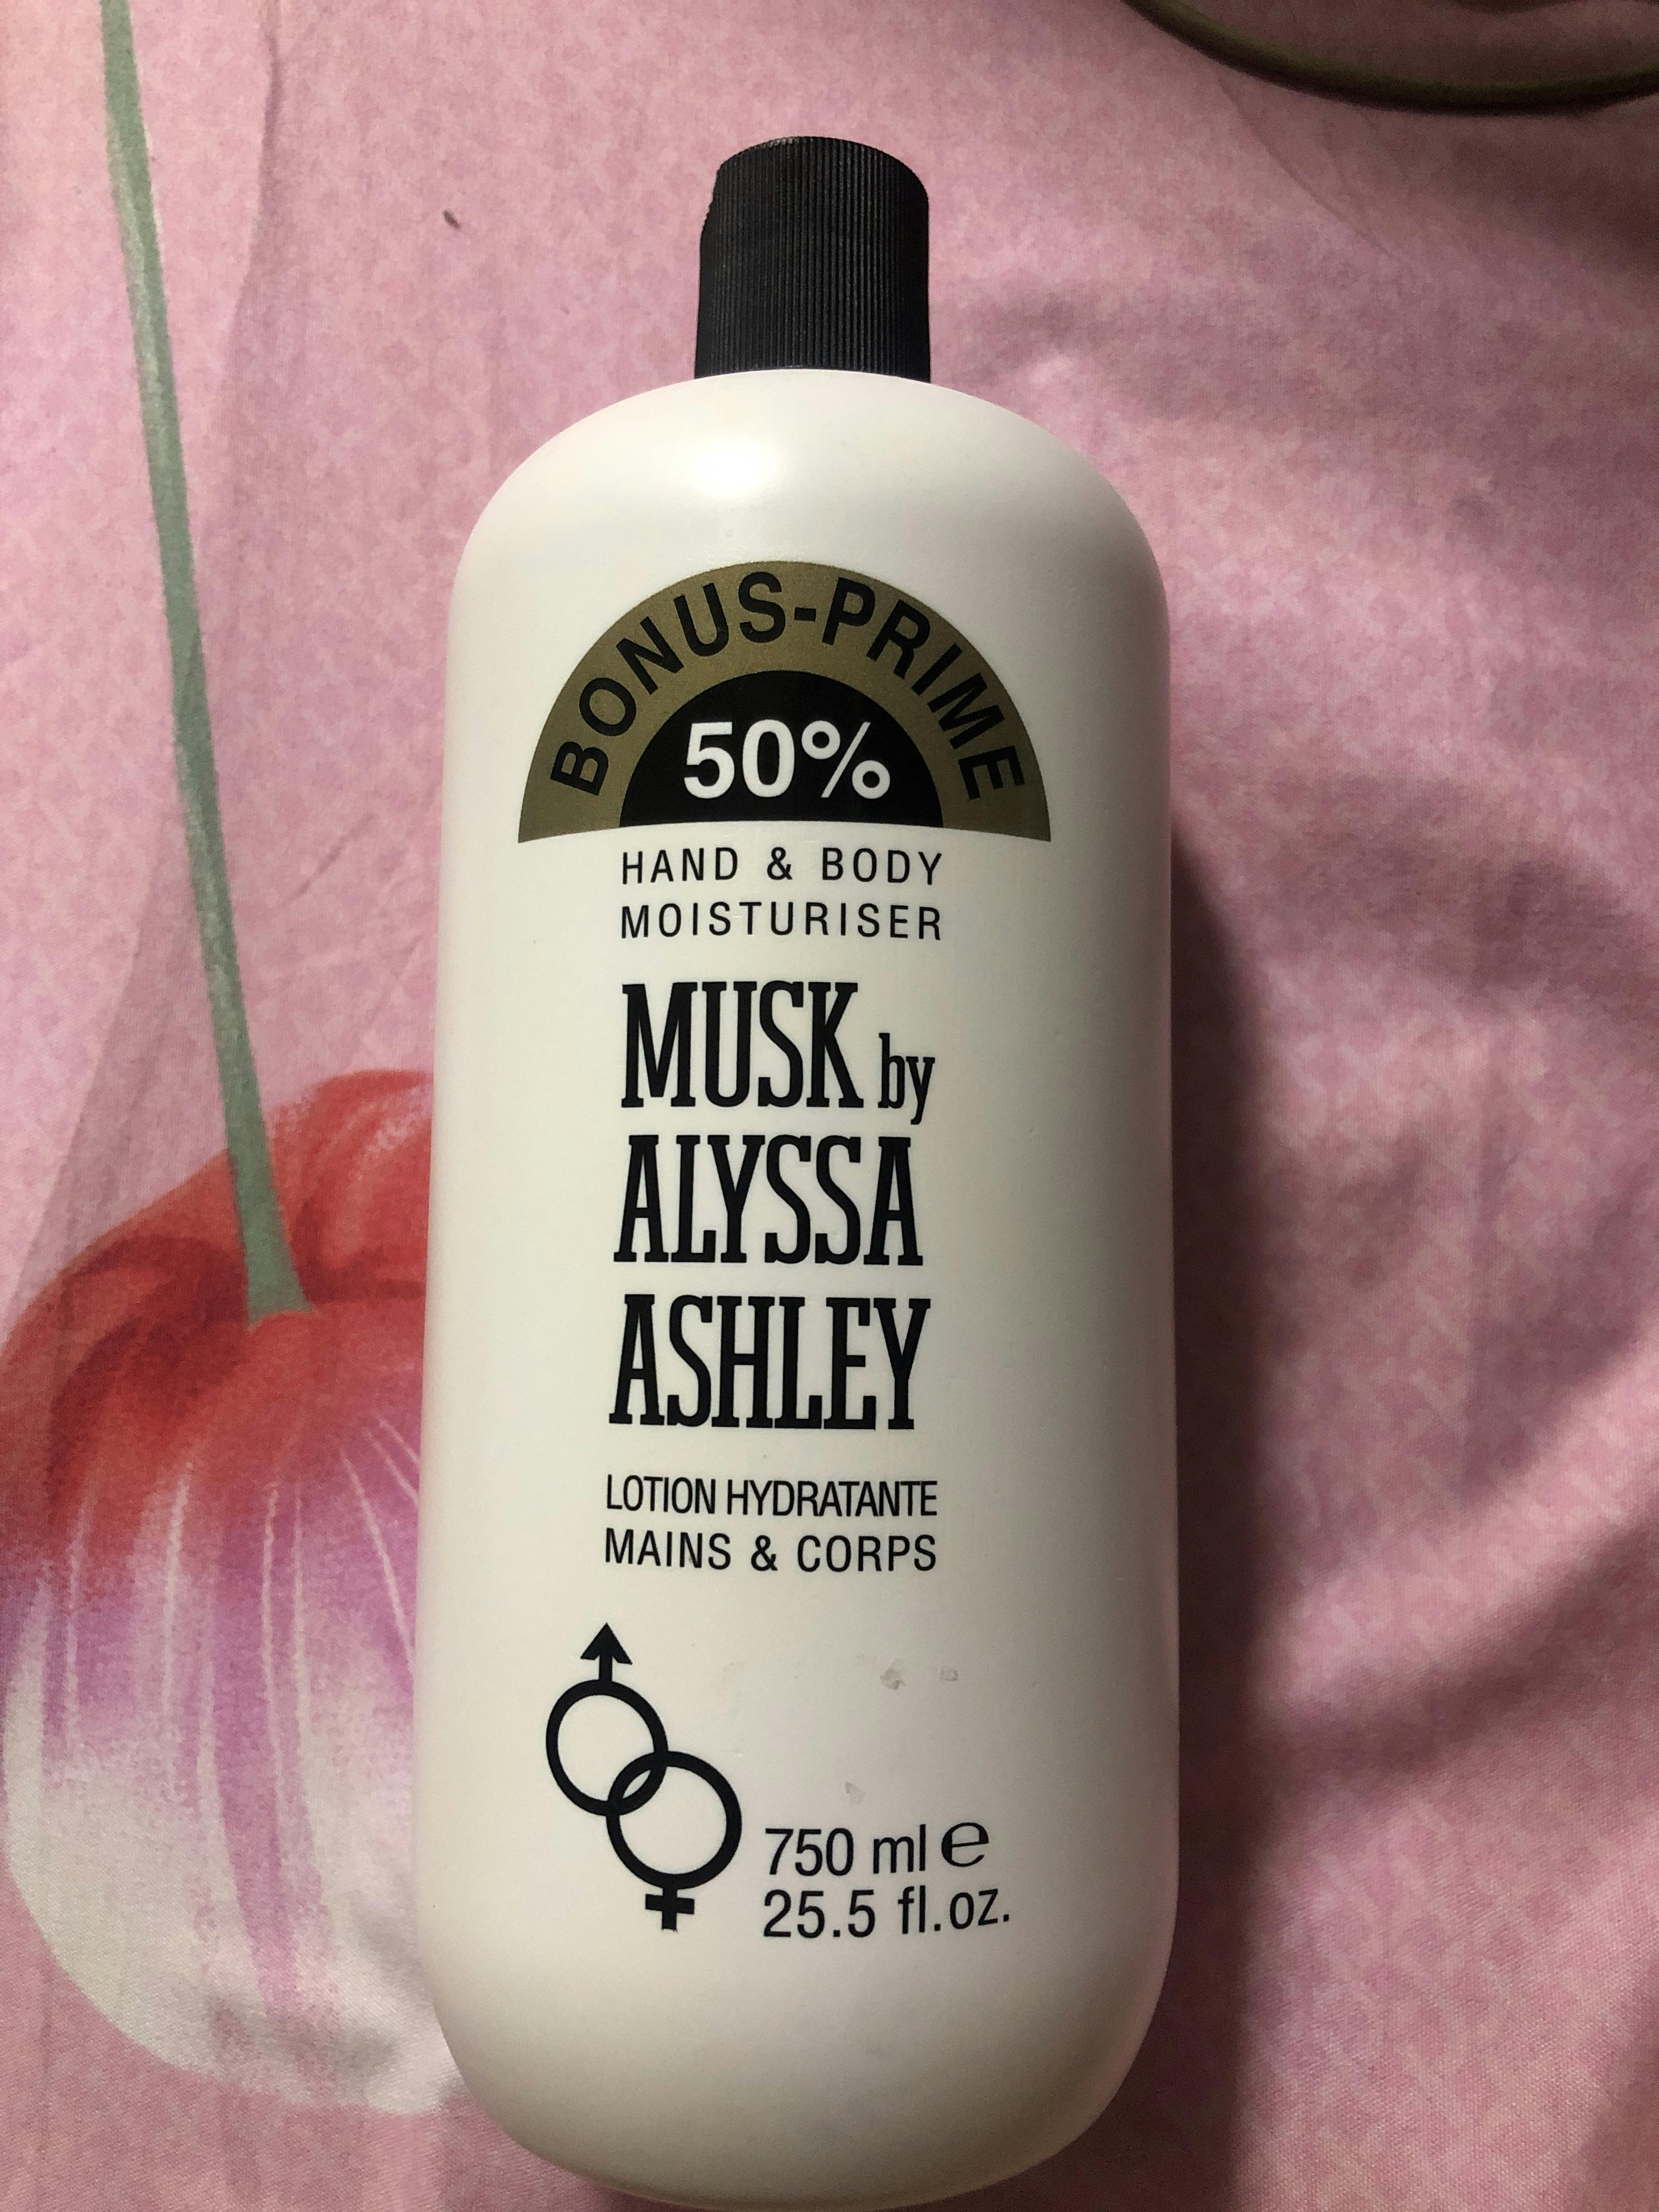 BONUS-PRIME
50%
HAND & BODY
MOISTURISER
MUSK by
ALYSSA
ASHLEY
LOTION HYDRATANTE
MAINS & CORPS
750 ml e
25.5 fl.oz.